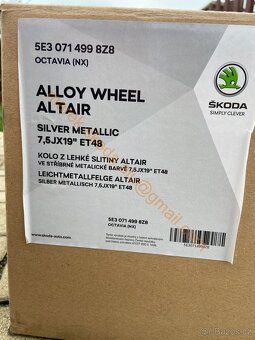 5E3 071 499 8Z8
OCTAVIA (NX)
ALLOY WHEEL
ALTAIR
SILVER METALLIC
7,5JX19" ET48
KOLO Z LEHKÉ SLITINY ALTAIR
VE STŘÍBRNÉ METALICKÉ BARVĚ 7,5JX19" ET48
LEICHTMETALLFELGE ALTAIR
SILBER METALLISCH 7,5JX19" ET48
ŠKODA
SIMPLY CLEVER
5E3 071 499 8Z8
OCTAVIA (NX)
5E30714998Z8
www.skoda-auto.com